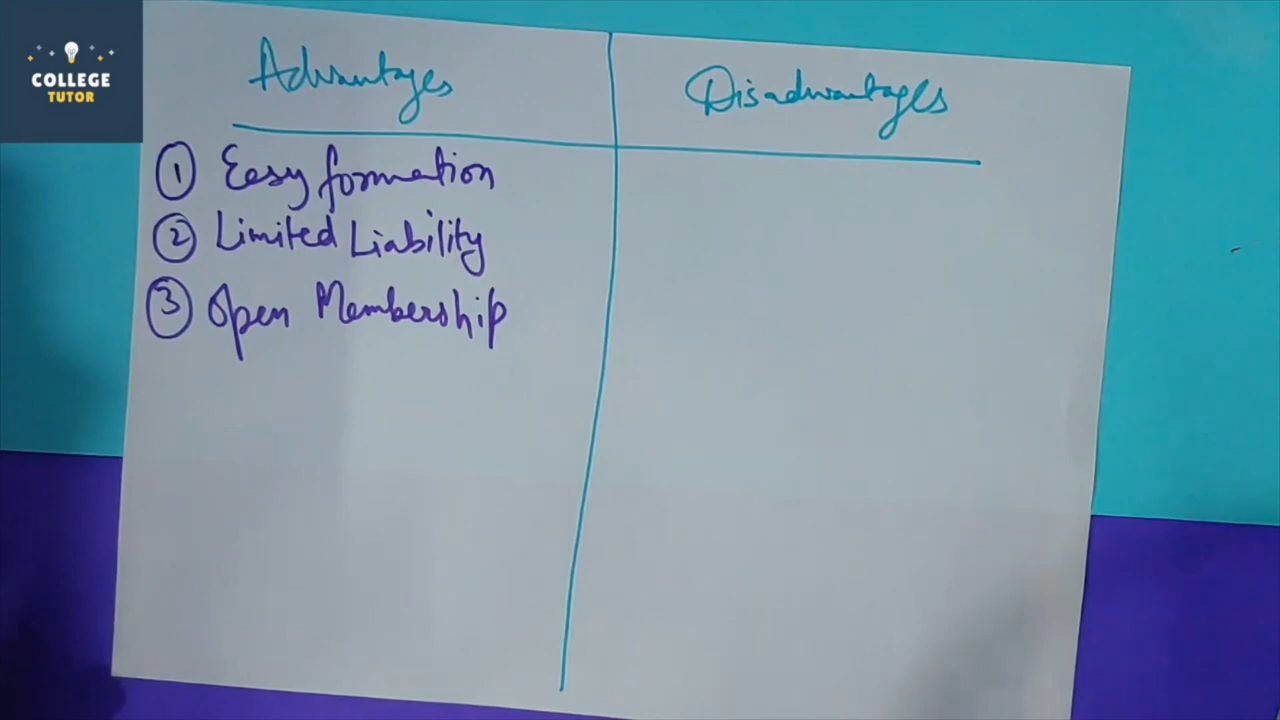 COLLEGE
TUTOR
Advantages
Disadvantages
① Easy formation
② Limited Liability
③ Open Membership